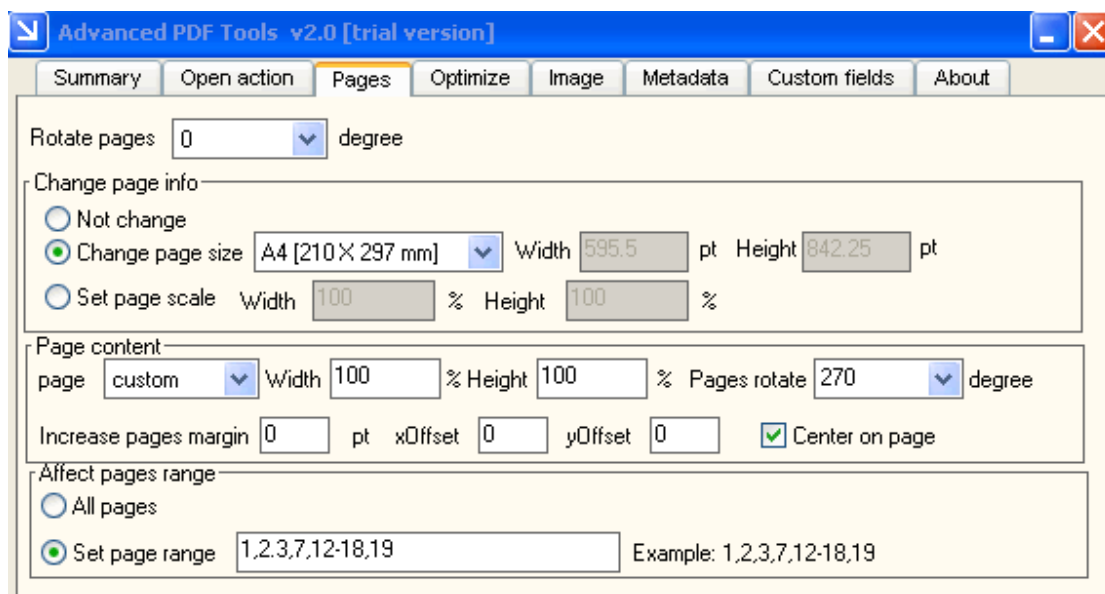 Advanced PDF Tools v2.0 [trial version]
Summary Open action Pages Optimize Image Metadata Custom fields About
Rotate pages 0 degree
Change page info
Not change
Change page size A4 [210 X 297 mm] Width 595.5 pt Height 842.25 pt
Set page scale Width 100 % Height 100 %
Page content
page custom Width 100 % Height 100 % Pages rotate 270 degree
Increase pages margin 0 pt xOffset 0 yOffset 0 Center on page
Affect pages range
All pages
Set page range 1,2.3,7,12-18,19 Example: 1,2,3,7,12-18,19